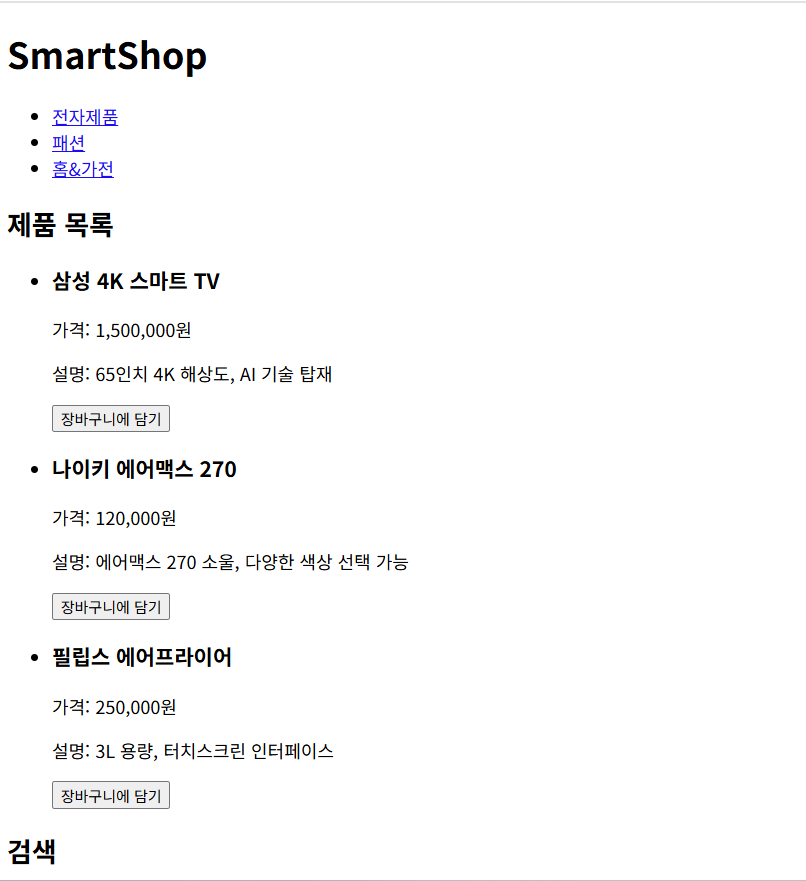 SmartShop
전자제품
패션
홈&가전
제품 목록
삼성 4K 스마트 TV
가격: 1,500,000원
설명: 65인치 4K 해상도, AI 기술 탑재
장바구니에 담기
나이키 에어맥스 270
가격: 120,000원
설명: 에어맥스 270 소울, 다양한 색상 선택 가능
장바구니에 담기
필립스 에어프라이어
가격: 250,000원
설명: 3L 용량, 터치스크린 인터페이스
장바구니에 담기
검색